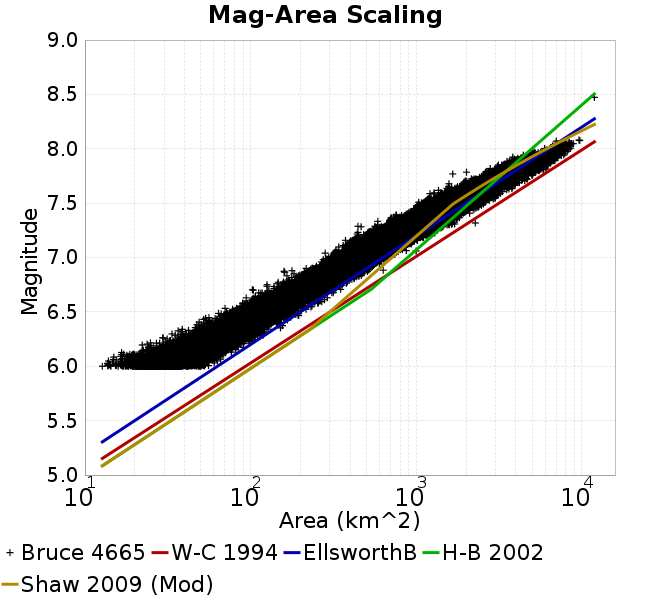 Mag-Area Scaling
Magnitude
9.0
8.5
8.0
7.5
7.0
6.5
6.0
5.5
5.0
10^1 10^2 10^3 10^4
Area (km^2)
Bruce 4665 W-C 1994 EllsworthB H-B 2002
Shaw 2009 (Mod)